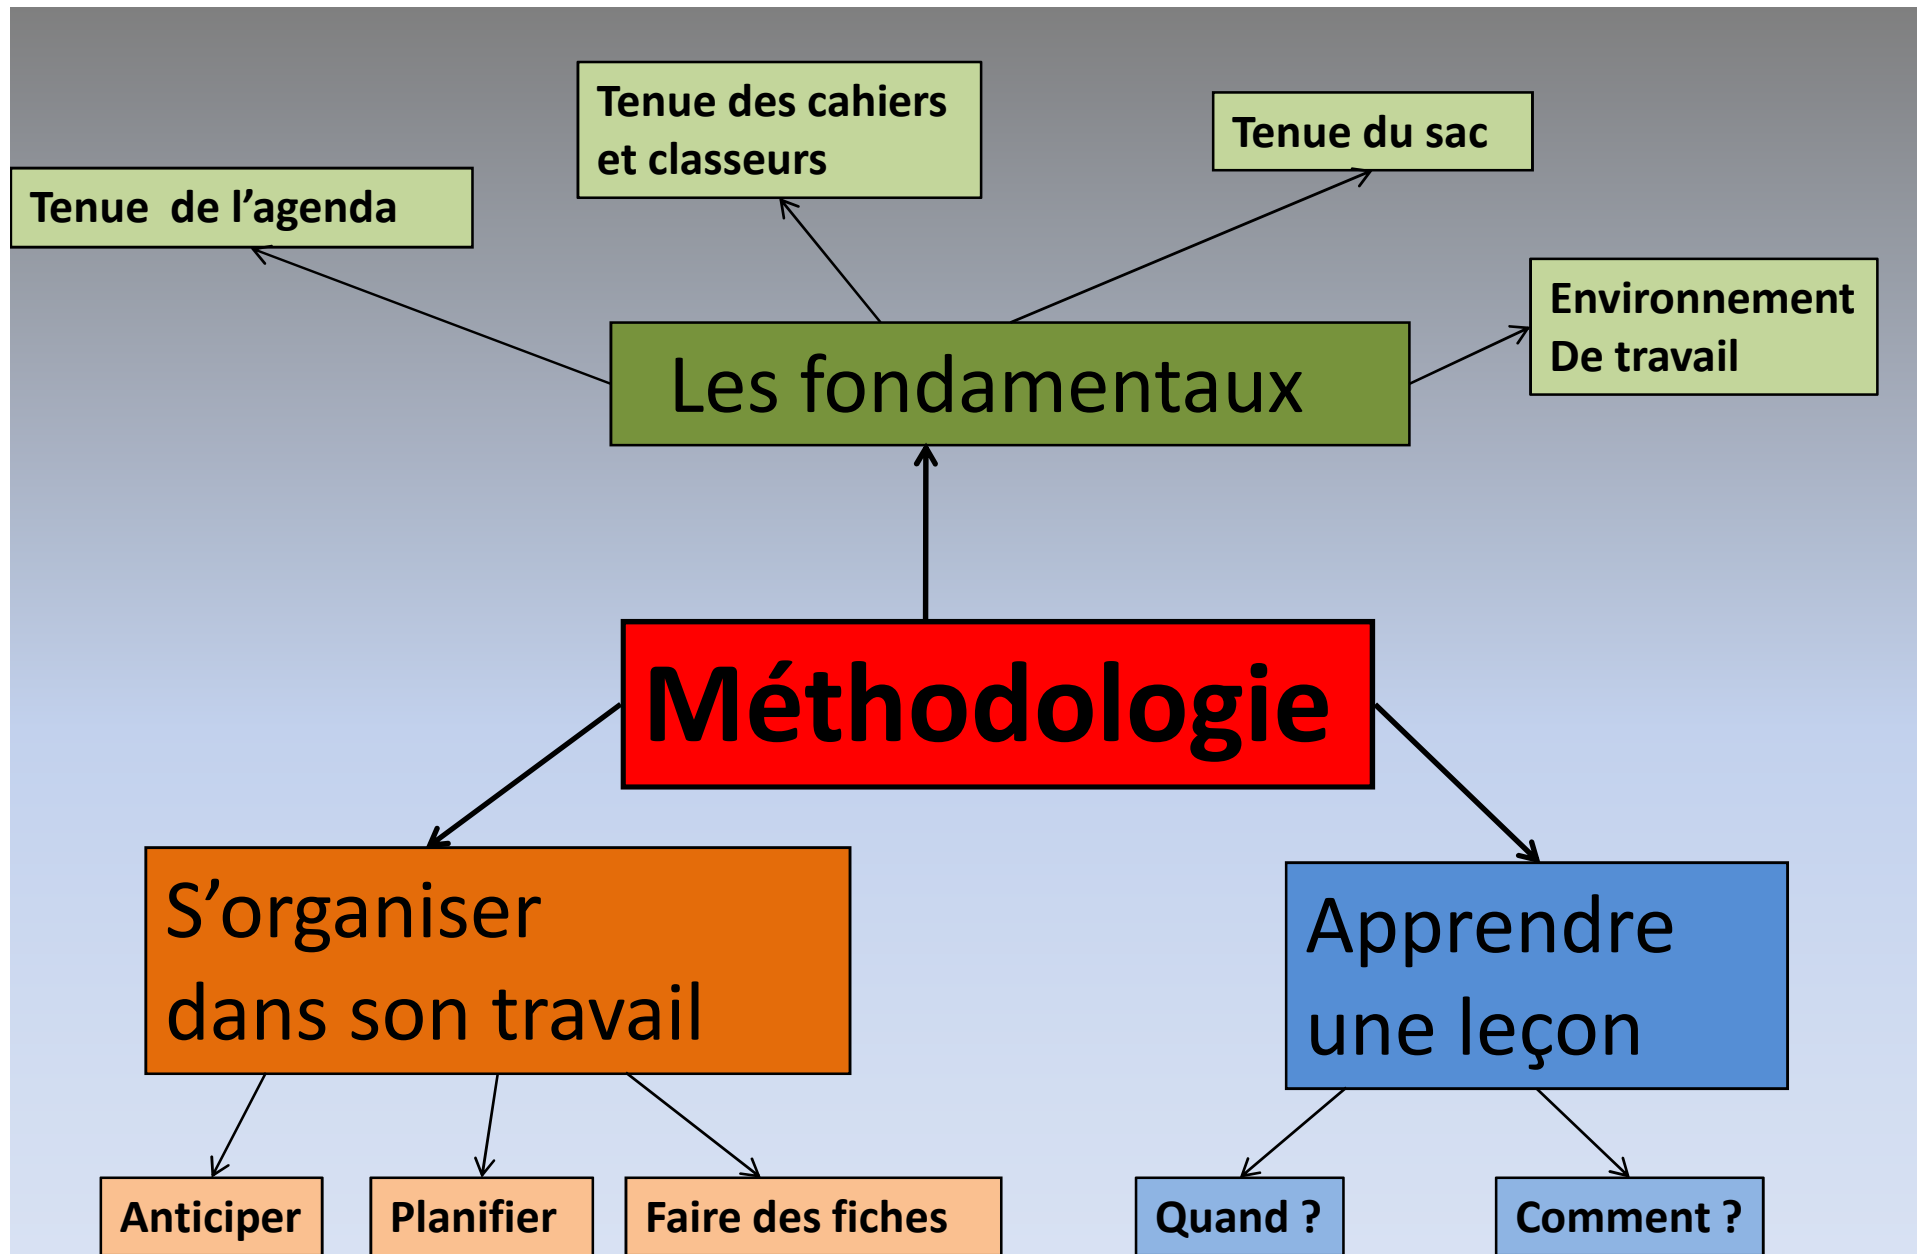 Tenue des cahiers
et classeurs
Tenue du sac
Tenue  de l’agenda
Environnement
De travail
Les fondamentaux
Méthodologie
S’organiser
dans son travail
Apprendre
une leçon
Anticiper
Planifier
Faire des fiches
Quand ?
Comment ?